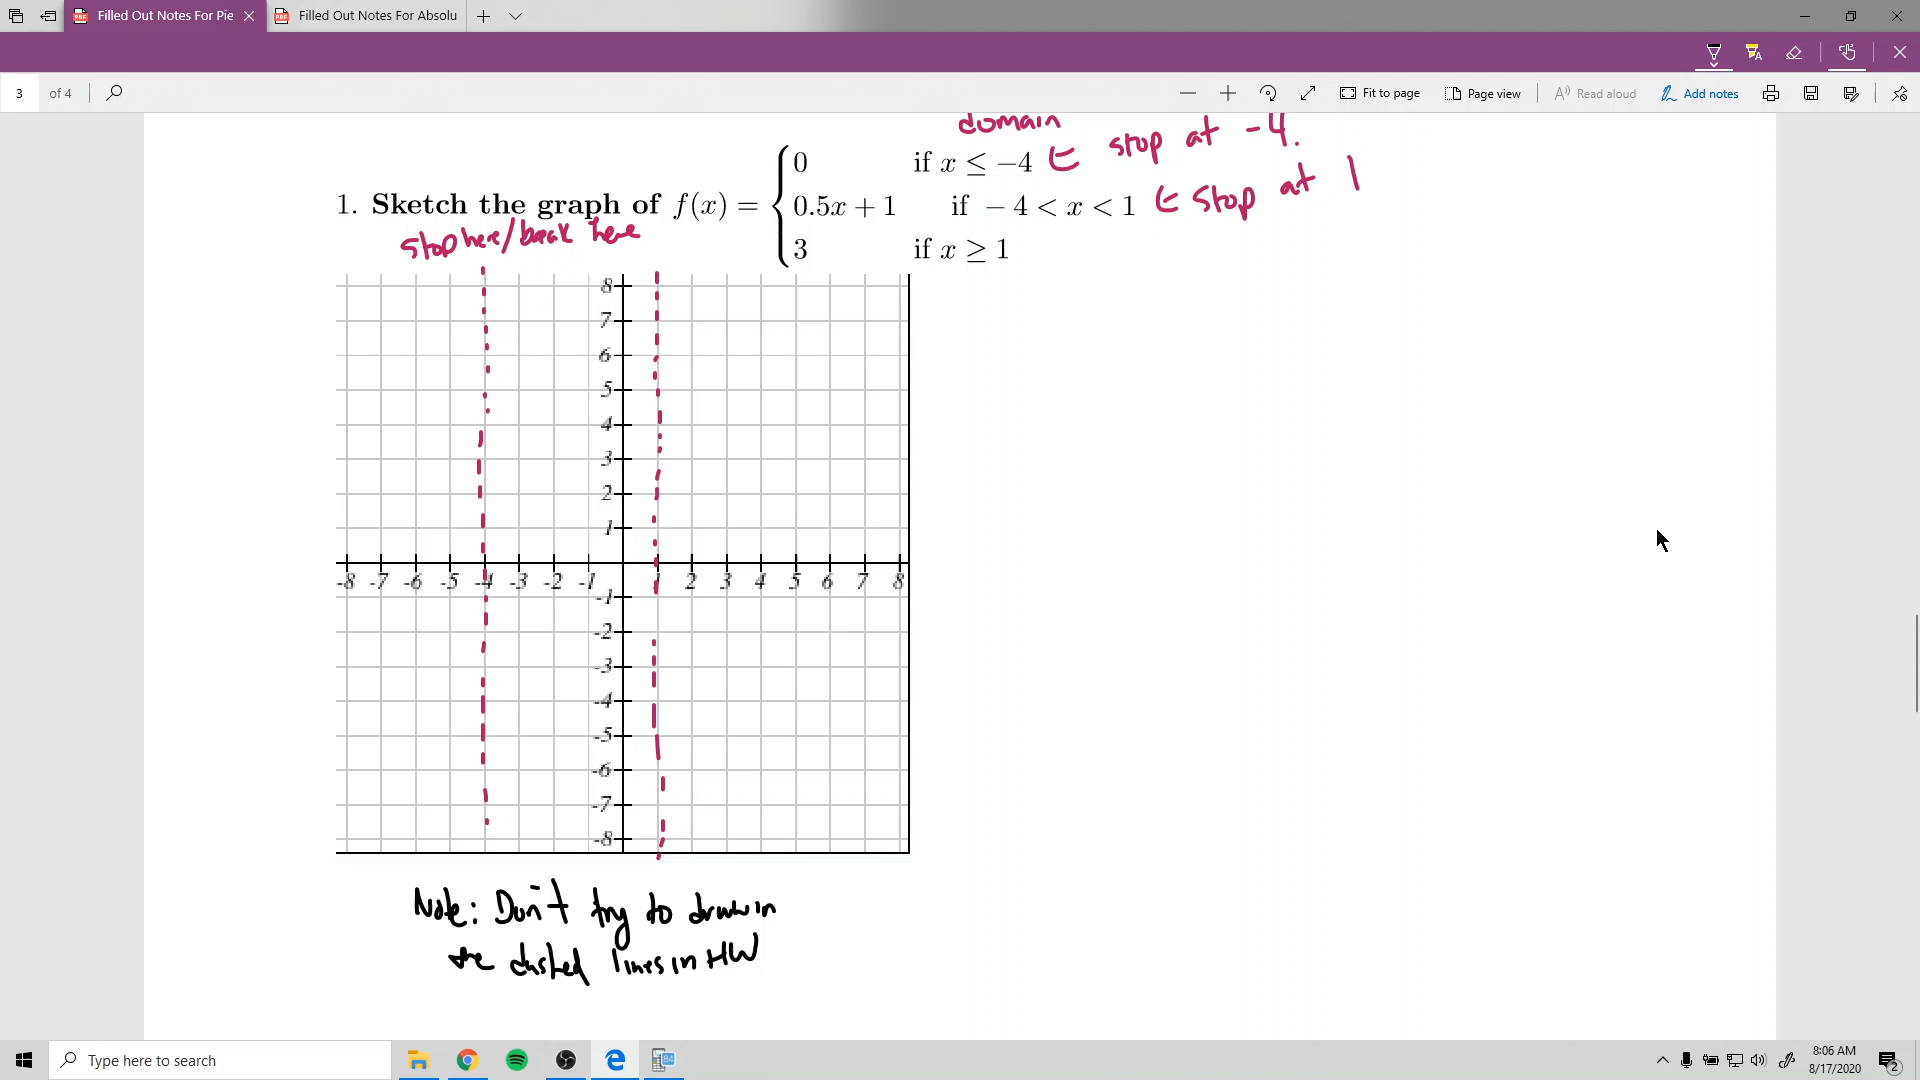 Filled Out Notes For Pie
Filled Out Notes For Absolu
3 of 4
Fit to page
Page view
Read aloud
Add notes
domain
stop at -4.
1. Sketch the graph of f(x) = { 0 if x ≤ −4
0.5x + 1 if − 4 < x < 1
3 if x ≥ 1
stop at 1
stop here/break here
8
7
6
5
4
3
2
1
-8 -7 -6 -5 -4 -3 -2 -1 1 2 3 4 5 6 7 8
-1
-2
-3
-4
-5
-6
-7
-8
Note: Don't try to draw in
the dashed lines in HW
Type here to search
84
8:06 AM
8/17/2020
2